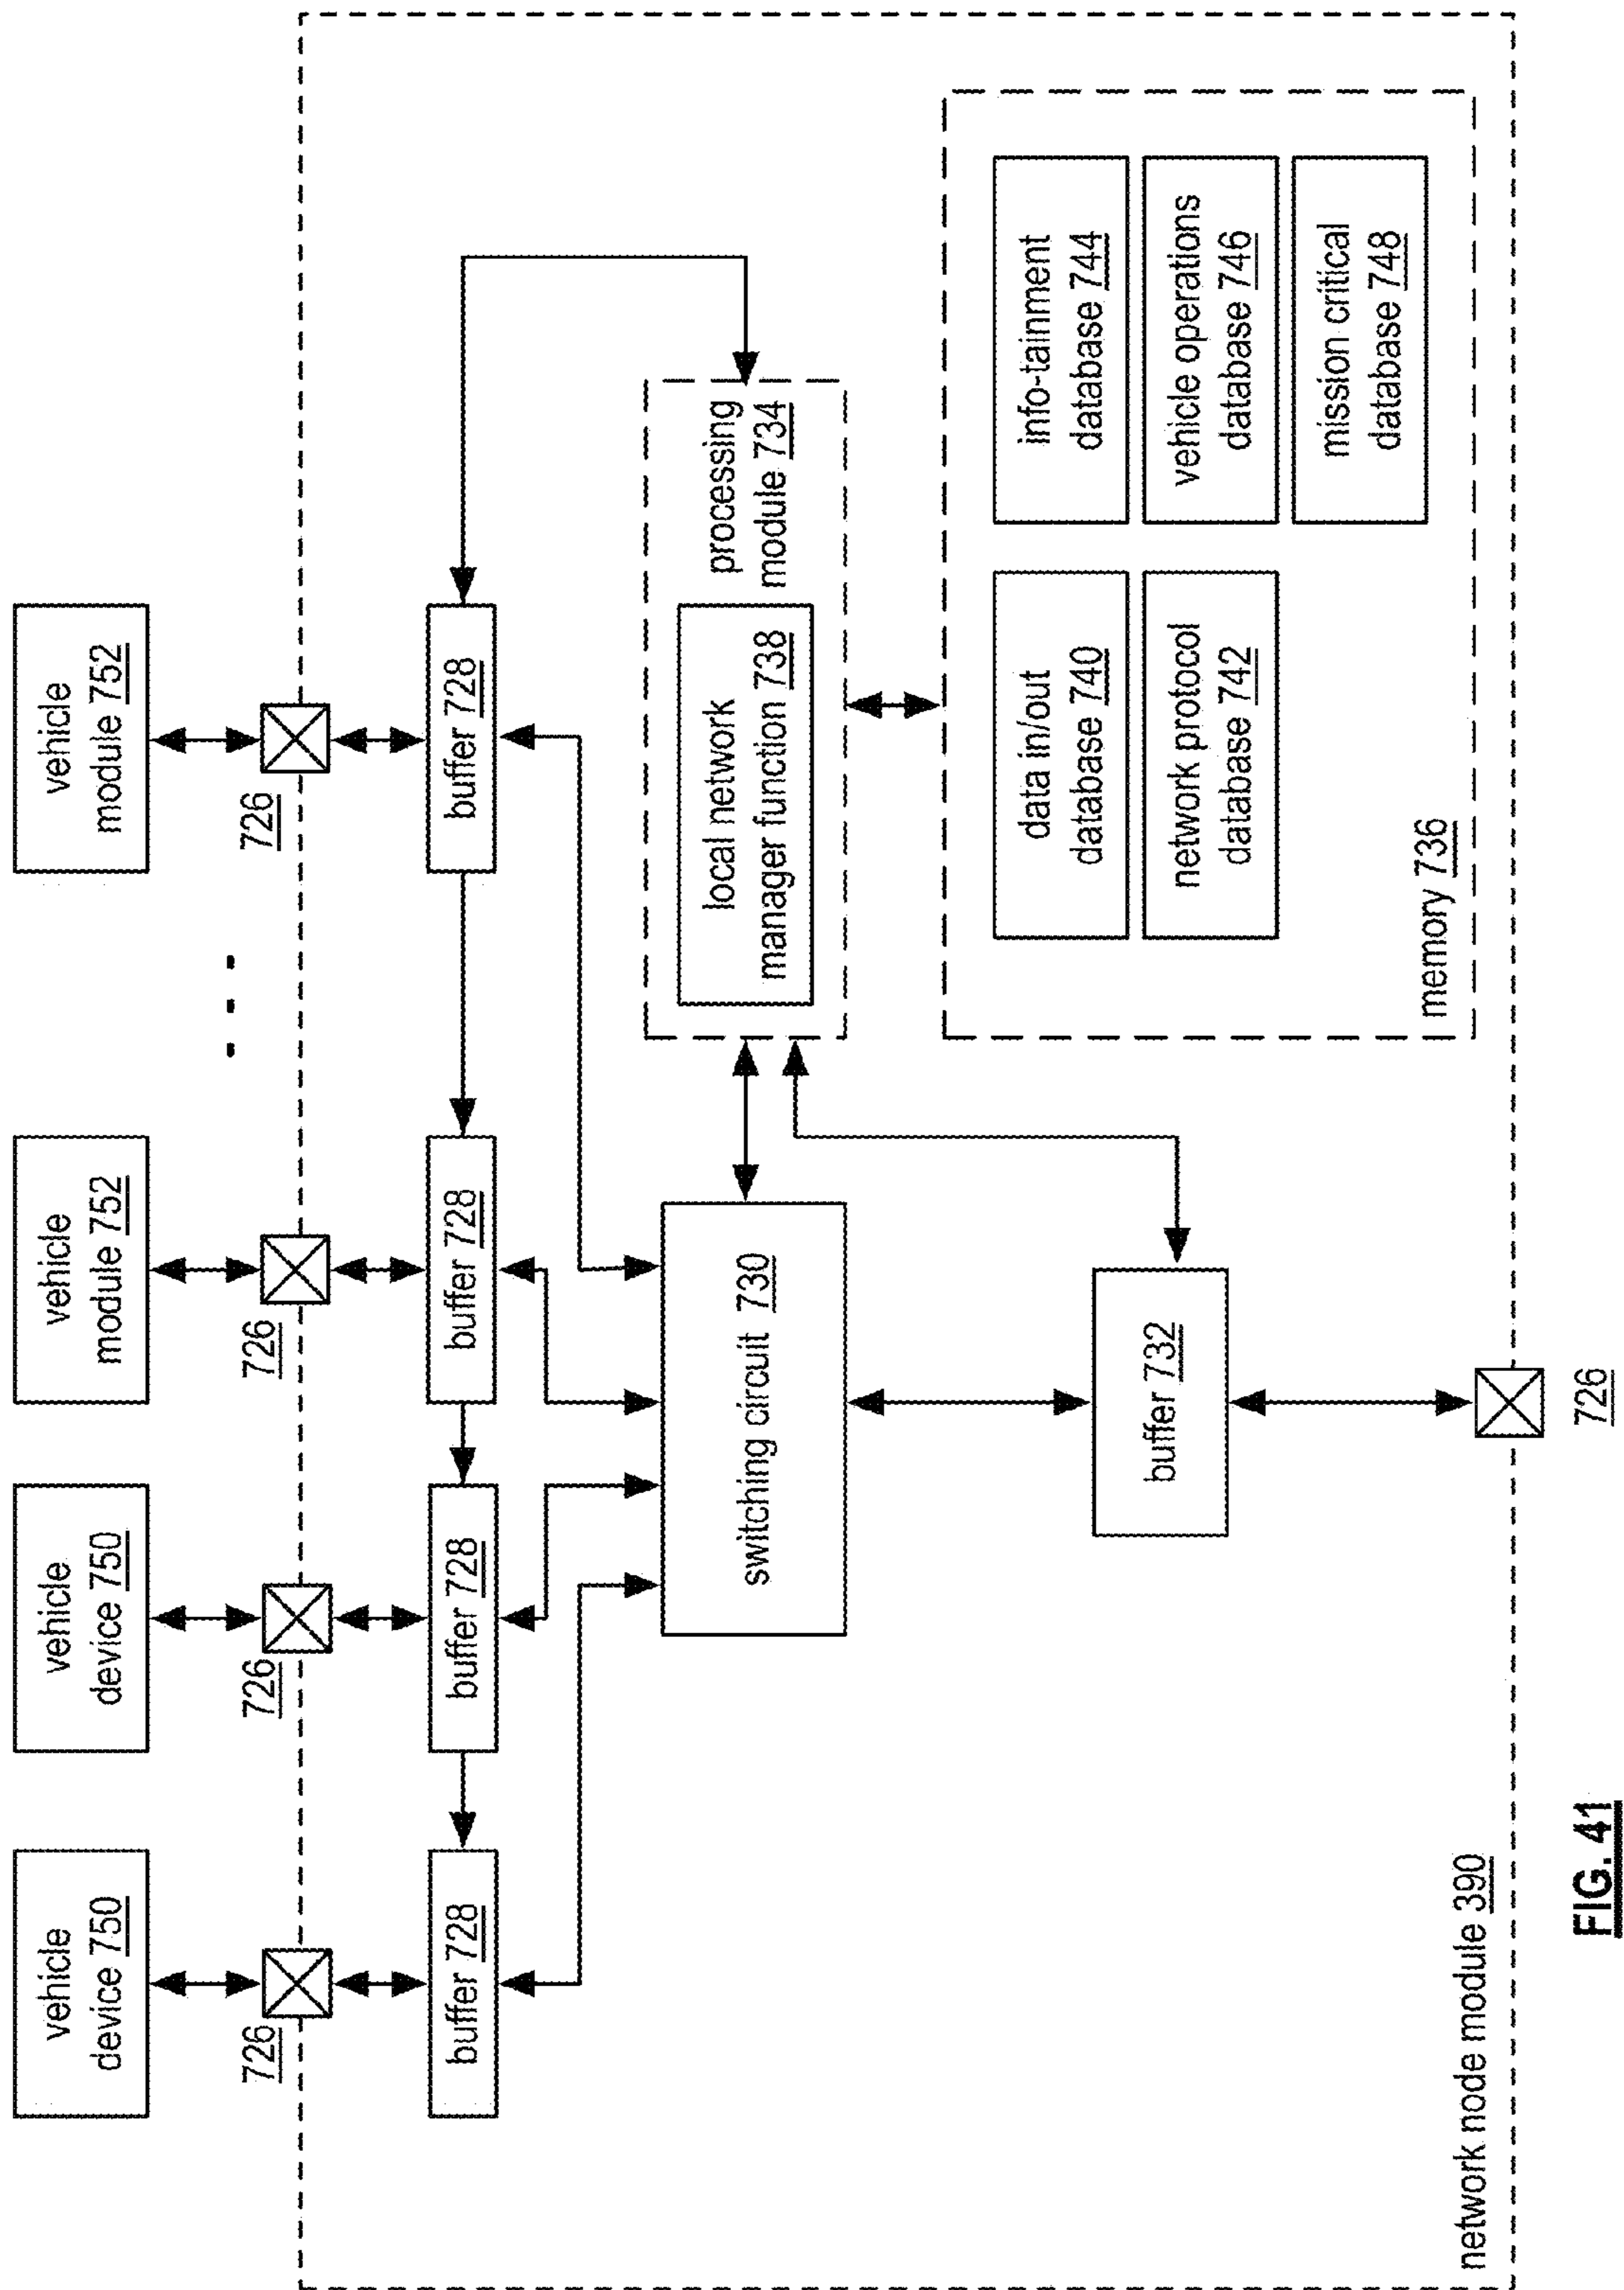 vehicle
device 750
vehicle
device 750
vehicle
module 752
vehicle
module 752
726
726
726
726
buffer 728
buffer 728
buffer 728
buffer 728
switching circuit 730
local network
manager function 738
processing
module 734
buffer 732
data in/out
database 740
network protocol
database 742
info-tainment
database 744
vehicle operations
database 746
mission critical
database 748
memory 736
network node module 390
726
FIG. 41